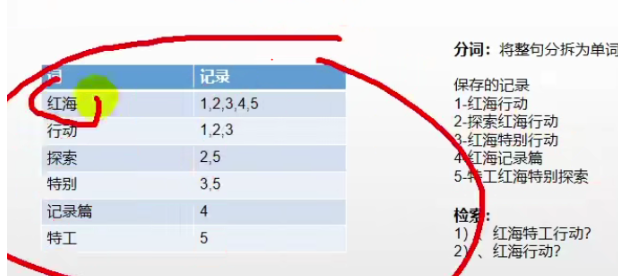 词 记录
红海 1,2,3,4,5
行动 1,2,3
探索 2,5
特别 3,5
记录篇 4
特工 5
分词：将整句分拆为单词
保存的记录
1-红海行动
2-探索红海行动
3-红海特别行动
4-红海记录篇
5-特工红海特别探索
检索：
1）、红海特工行动？
2）、红海行动？